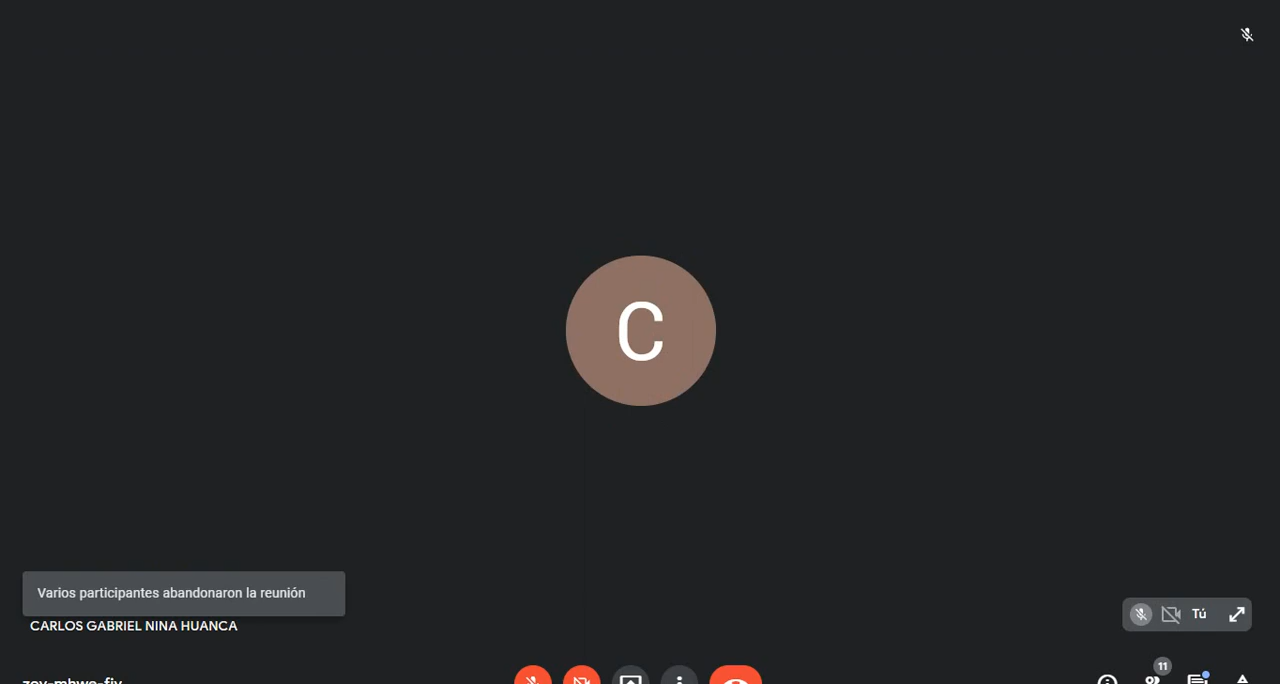 C
Varios participantes abandonaron la reunión
CARLOS GABRIEL NINA HUANCA
Tú
11